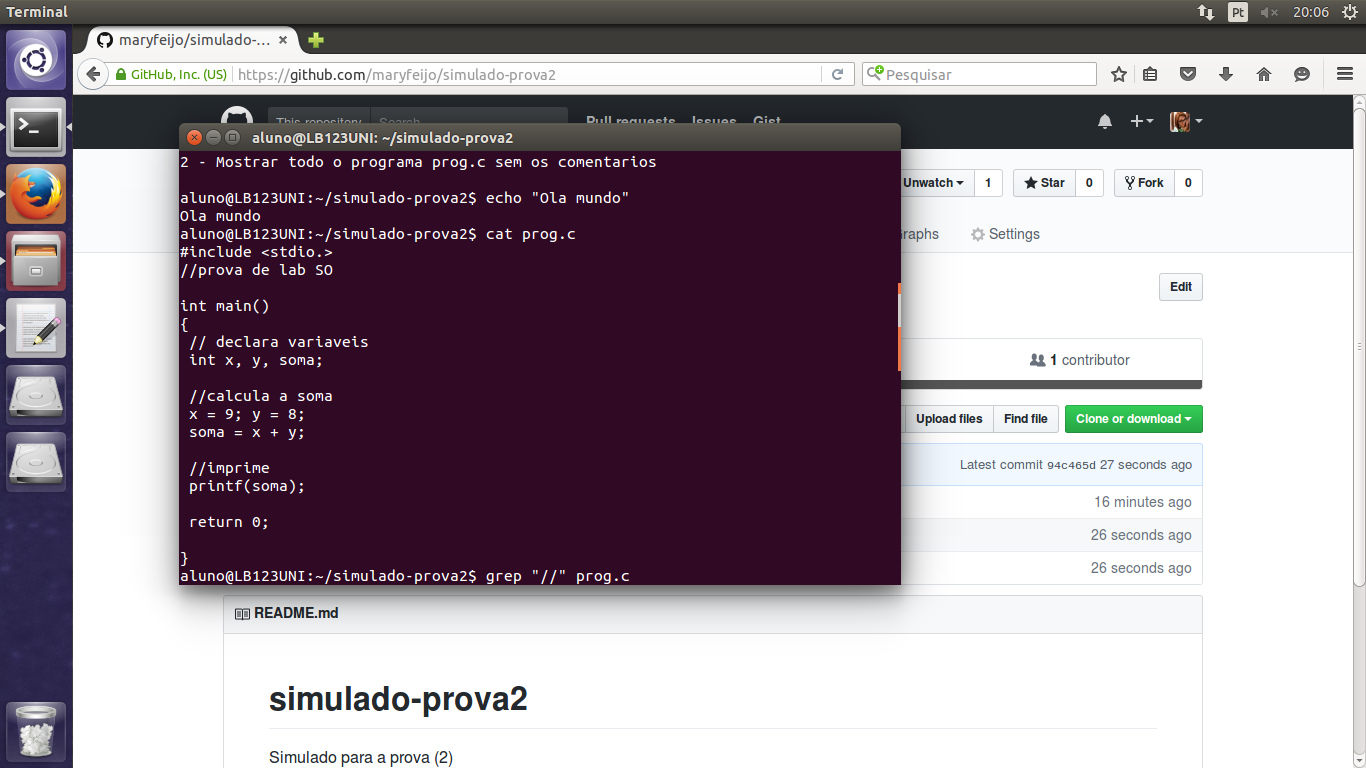 Terminal
Pt
20:06
maryfeijo/simulado-...
GitHub, Inc. (US)
https://github.com/maryfeijo/simulado-prova2
Pesquisar
This repository
Search
Pull requests Issues Gist
aluno@LB123UNI: ~/simulado-prova2
2 - Mostrar todo o programa prog.c sem os comentarios
aluno@LB123UNI:~/simulado-prova2$ echo "Ola mundo"
Ola mundo
aluno@LB123UNI:~/simulado-prova2$ cat prog.c
#include <stdio.>
//prova de lab SO
int main()
{
// declara variaveis
int x, y, soma;
//calcula a soma
x = 9; y = 8;
soma = x + y;
//imprime
printf(soma);
return 0;
}
aluno@LB123UNI:~/simulado-prova2$ grep "//" prog.c
Unwatch 1 Star 0 Fork 0
Settings
Edit
1 contributor
Upload files Find file Clone or download
Latest commit 94c465d 27 seconds ago
16 minutes ago
26 seconds ago
26 seconds ago
README.md
simulado-prova2
Simulado para a prova (2)